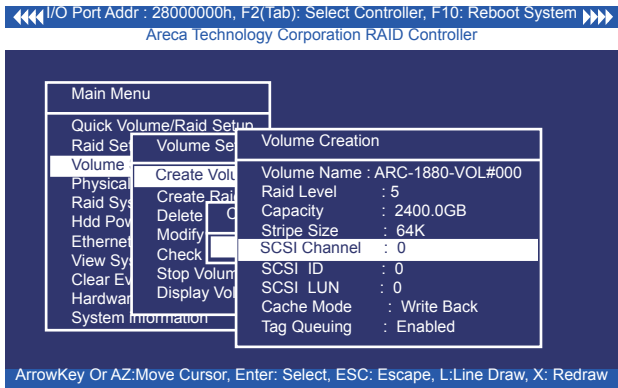 I/O Port Addr : 28000000h, F2(Tab): Select Controller, F10: Reboot System
Areca Technology Corporation RAID Controller
Main Menu
Quick Volume/Raid Setup
Raid Set
Volume
Physical
Raid Sys
Hdd Pow
Ethernet
View Sy
Clear Ev
Hardwar
System Information
Volume Se
Create Volu
Create Rai
Delete
Modify
Check
Stop Volum
Display Vol
C
Volume Creation
Volume Name : ARC-1880-VOL#000
Raid Level : 5
Capacity : 2400.0GB
Stripe Size : 64K
SCSI Channel : 0
SCSI ID : 0
SCSI LUN : 0
Cache Mode : Write Back
Tag Queuing : Enabled
ArrowKey Or AZ:Move Cursor, Enter: Select, ESC: Escape, L:Line Draw, X: Redraw